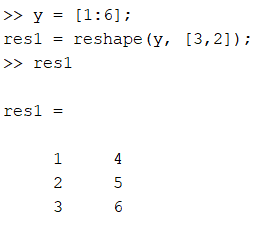 >> y = [1:6];
res1 = reshape(y, [3,2]);
>> res1
res1 =
1 4
2 5
3 6